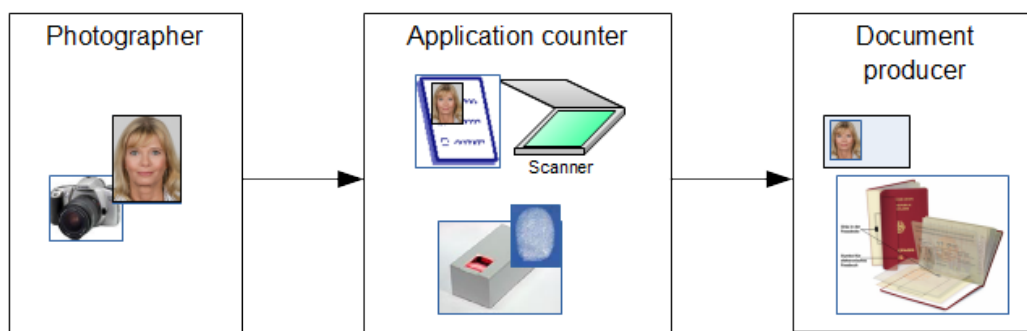 Photographer
Application counter
Document
producer
Scanner